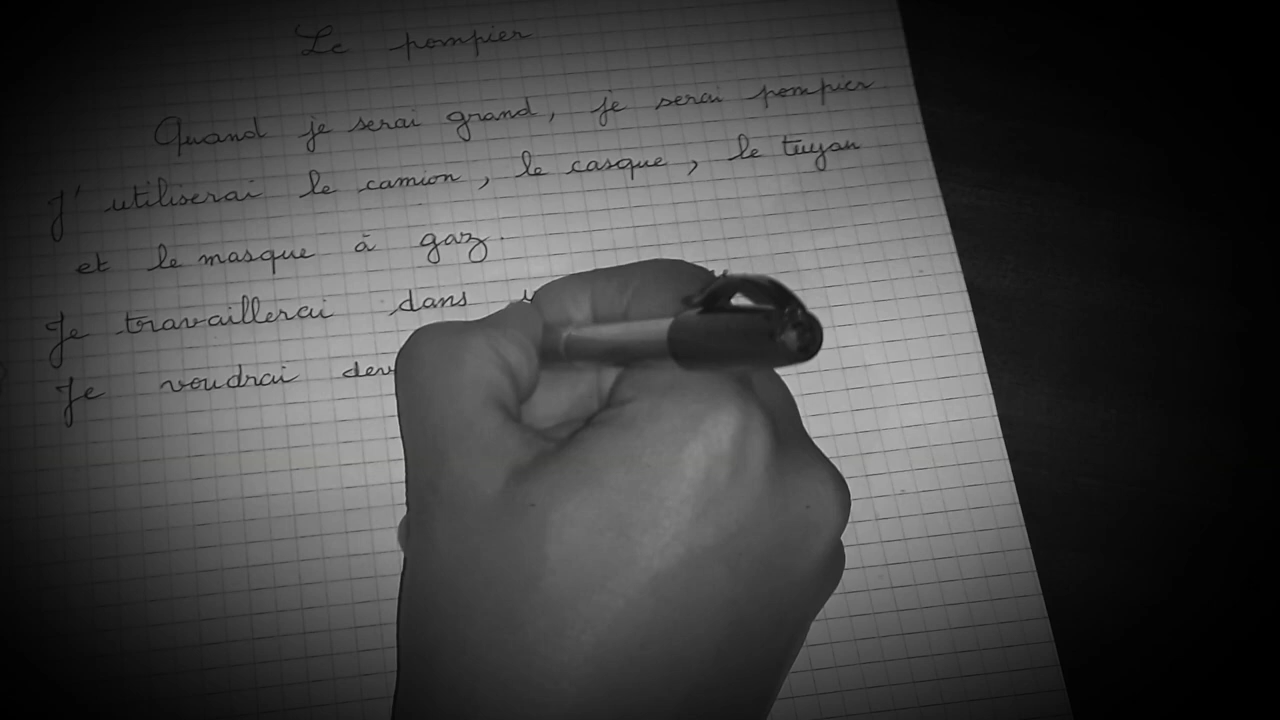 Le pompier
Quand je serai grand, je serai pompier
J'utiliserai le camion, le casque, le tuyau
et le masque à gaz.
Je travaillerai dans
Je voudrai